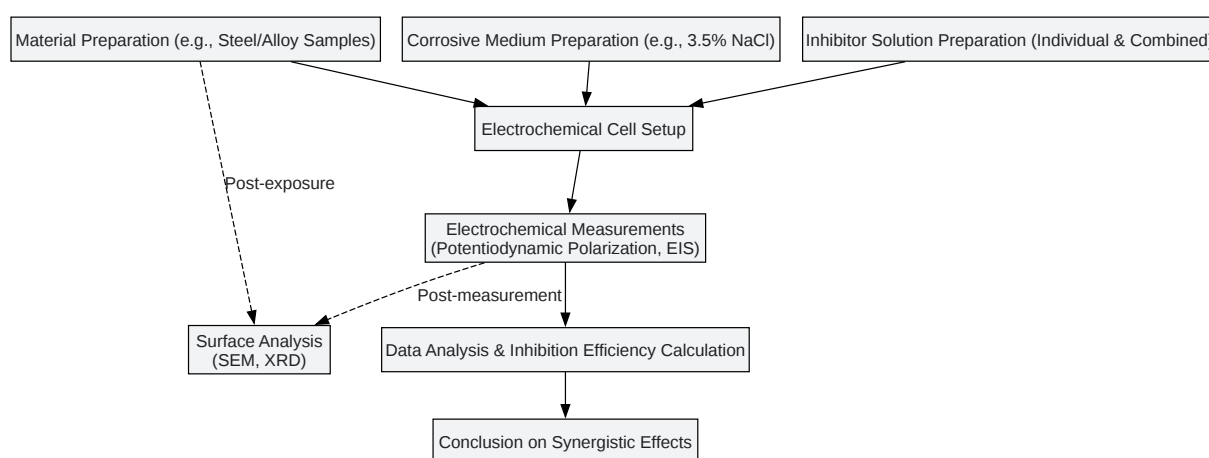 Material Preparation (e.g., Steel/Alloy Samples)
Corrosive Medium Preparation (e.g., 3.5% NaCl)
Inhibitor Solution Preparation (Individual & Combined)
Electrochemical Cell Setup
Post-exposure
Electrochemical Measurements
(Potentiodynamic Polarization, EIS)
Post-measurement
Surface Analysis
(SEM, XRD)
Data Analysis & Inhibition Efficiency Calculation
Conclusion on Synergistic Effects